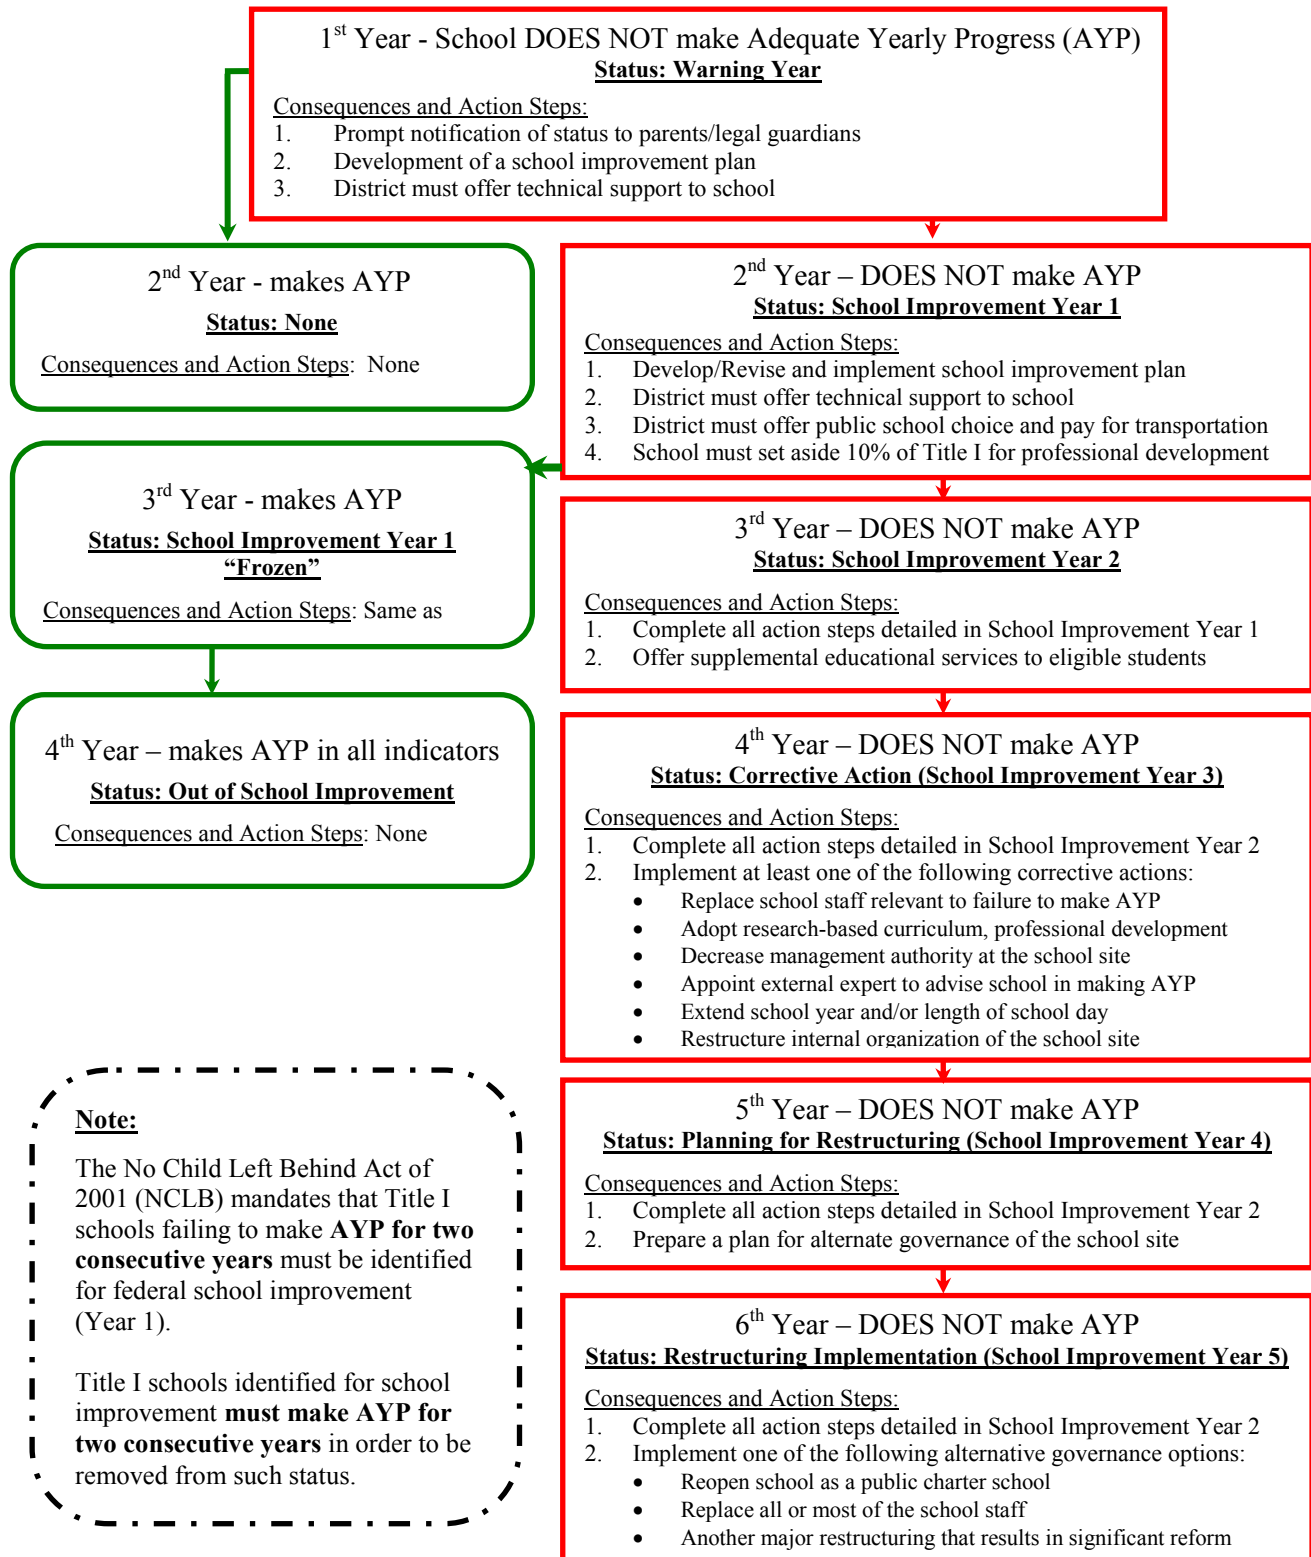 1st Year - School DOES NOT make Adequate Yearly Progress (AYP)
Status: Warning Year
Consequences and Action Steps:
1. Prompt notification of status to parents/legal guardians
2. Development of a school improvement plan
3. District must offer technical support to school
2nd Year - makes AYP
Status: None
Consequences and Action Steps: None
2nd Year – DOES NOT make AYP
Status: School Improvement Year 1
Consequences and Action Steps:
1. Develop/Revise and implement school improvement plan
2. District must offer technical support to school
3. District must offer public school choice and pay for transportation
4. School must set aside 10% of Title I for professional development
3rd Year - makes AYP
Status: School Improvement Year 1
“Frozen”
Consequences and Action Steps: Same as
3rd Year – DOES NOT make AYP
Status: School Improvement Year 2
Consequences and Action Steps:
1. Complete all action steps detailed in School Improvement Year 1
2. Offer supplemental educational services to eligible students
4th Year – makes AYP in all indicators
Status: Out of School Improvement
Consequences and Action Steps: None
4th Year – DOES NOT make AYP
Status: Corrective Action (School Improvement Year 3)
Consequences and Action Steps:
1. Complete all action steps detailed in School Improvement Year 2
2. Implement at least one of the following corrective actions:
• Replace school staff relevant to failure to make AYP
• Adopt research-based curriculum, professional development
• Decrease management authority at the school site
• Appoint external expert to advise school in making AYP
• Extend school year and/or length of school day
• Restructure internal organization of the school site
Note:
The No Child Left Behind Act of
2001 (NCLB) mandates that Title I
schools failing to make AYP for two
consecutive years must be identified
for federal school improvement
(Year 1).
Title I schools identified for school
improvement must make AYP for
two consecutive years in order to be
removed from such status.
5th Year – DOES NOT make AYP
Status: Planning for Restructuring (School Improvement Year 4)
Consequences and Action Steps:
1. Complete all action steps detailed in School Improvement Year 2
2. Prepare a plan for alternate governance of the school site
6th Year – DOES NOT make AYP
Status: Restructuring Implementation (School Improvement Year 5)
Consequences and Action Steps:
1. Complete all action steps detailed in School Improvement Year 2
2. Implement one of the following alternative governance options:
• Reopen school as a public charter school
• Replace all or most of the school staff
• Another major restructuring that results in significant reform